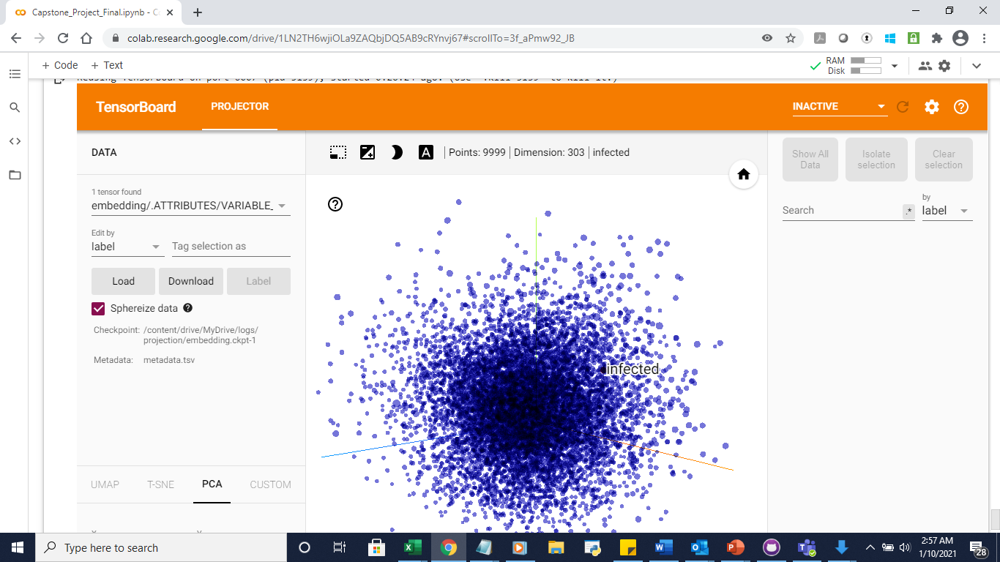 Capstone_Project_Final.ipynb - C
colab.research.google.com/drive/1LN2TH6wjiOLa9ZAQbjDQ5AB9cRYnvj67#scrollTo=3f_aPmw92_JB
+ Code + Text
RAM
Disk
TensorBoard PROJECTOR INACTIVE
DATA
Points: 9999 Dimension: 303 infected
Show All
Data
Isolate
selection
Clear
selection
1 tensor found
embedding/.ATTRIBUTES/VARIABLE_
Search .* by
label
Edit by
label
Tag selection as
Load Download Label
Sphereize data
Checkpoint: /content/drive/MyDrive/logs/
projection/embedding.ckpt-1
Metadata: metadata.tsv
infected
UMAP T-SNE PCA CUSTOM
Type here to search
2:57 AM
1/10/2021
28